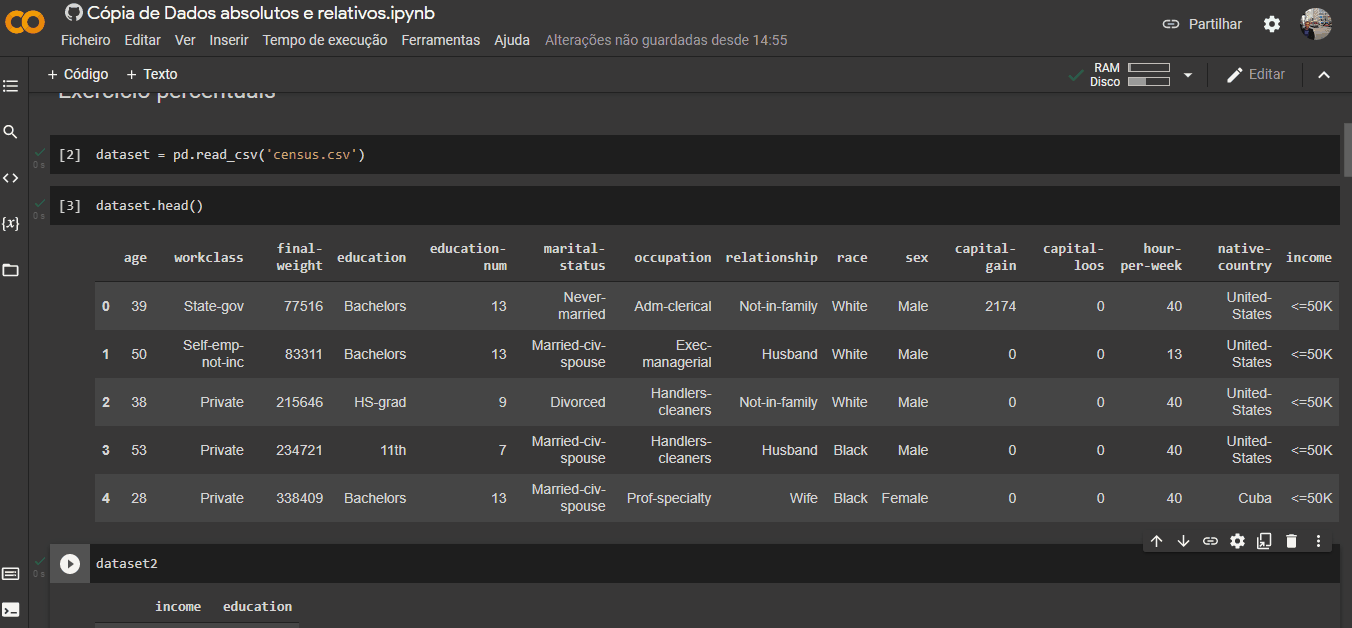 Cópia de Dados absolutos e relativos.ipynb
Ficheiro Editar Ver Inserir Tempo de execução Ferramentas Ajuda Alterações não guardadas desde 14:55
Partilhar
+ Código + Texto
RAM
Disco
Editar
Exercício percentuais
[2] dataset = pd.read_csv('census.csv')
0 s
[3] dataset.head()
0 s
age workclass final-weight education education-num marital-status occupation relationship race sex capital-gain capital-loos hour-per-week native-country income
0 39 State-gov 77516 Bachelors 13 Never-married Adm-clerical Not-in-family White Male 2174 0 40 United-States <=50K
1 50 Self-emp-not-inc 83311 Bachelors 13 Married-civ-spouse Exec-managerial Husband White Male 0 0 13 United-States <=50K
2 38 Private 215646 HS-grad 9 Divorced Handlers-cleaners Not-in-family White Male 0 0 40 United-States <=50K
3 53 Private 234721 11th 7 Married-civ-spouse Handlers-cleaners Husband Black Male 0 0 40 United-States <=50K
4 28 Private 338409 Bachelors 13 Married-civ-spouse Prof-specialty Wife Black Female 0 0 40 Cuba <=50K
dataset2
0 s
income education